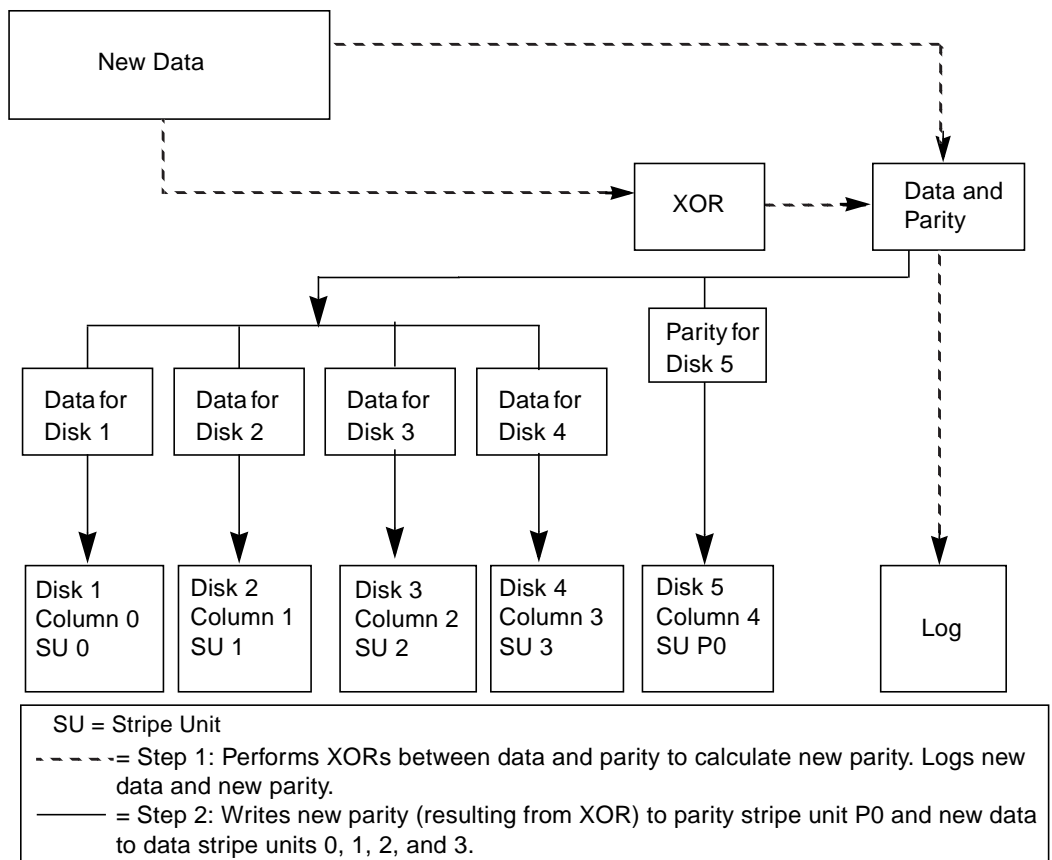 New Data
XOR
Data and
Parity
Parity for
Disk 5
Data for
Disk 1
Data for
Disk 2
Data for
Disk 3
Data for
Disk 4
Disk 1
Column 0
SU 0
Disk 2
Column 1
SU 1
Disk 3
Column 2
SU 2
Disk 4
Column 3
SU 3
Disk 5
Column 4
SU P0
Log
SU = Stripe Unit
= Step 1: Performs XORs between data and parity to calculate new parity. Logs new
data and new parity.
= Step 2: Writes new parity (resulting from XOR) to parity stripe unit P0 and new data
to data stripe units 0, 1, 2, and 3.